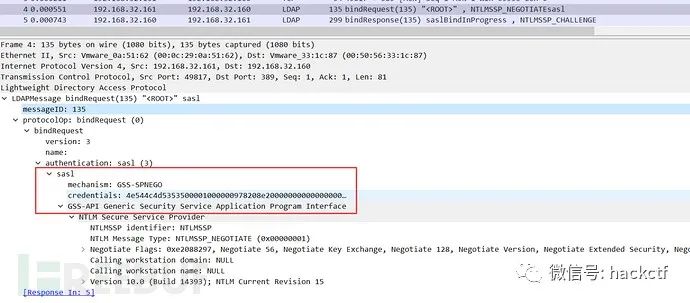 4 0.000551 192.168.32.161 192.168.32.160 LDAP 135 bindRequest(135) "<ROOT>" , NTLMSSP_NEGOTIATEsasl
5 0.000743 192.168.32.160 192.168.32.161 LDAP 299 bindResponse(135) saslBindInProgress , NTLMSSP_CHALLENGE
Frame 4: 135 bytes on wire (1080 bits), 135 bytes captured (1080 bits)
Ethernet II, Src: Vmware_0a:51:62 (00:0c:29:0a:51:62), Dst: Vmware_33:1c:87 (00:50:56:33:1c:87)
Internet Protocol Version 4, Src: 192.168.32.161, Dst: 192.168.32.160
Transmission Control Protocol, Src Port: 49817, Dst Port: 389, Seq: 1, Ack: 1, Len: 81
Lightweight Directory Access Protocol
LDAPMessage bindRequest(135) "<ROOT>" sasl
messageID: 135
protocolOp: bindRequest (0)
bindRequest
version: 3
name:
authentication: sasl (3)
sasl
mechanism: GSS-SPNEGO
credentials: 4e544c4d5353500001000000978208e20000000000000000…
GSS-API Generic Security Service Application Program Interface
NTLM Secure Service Provider
NTLMSSP identifier: NTLMSSP
NTLM Message Type: NTLMSSP_NEGOTIATE (0x00000001)
Negotiate Flags: 0xe2088297, Negotiate 56, Negotiate Key Exchange, Negotiate 128, Negotiate Version, Negotiate Extended Security, Neg
Calling workstation domain: NULL
Calling workstation name: NULL
Version 10.0 (Build 14393); NTLM Current Revision 15
[Response In: 5]
微信号: hackctf